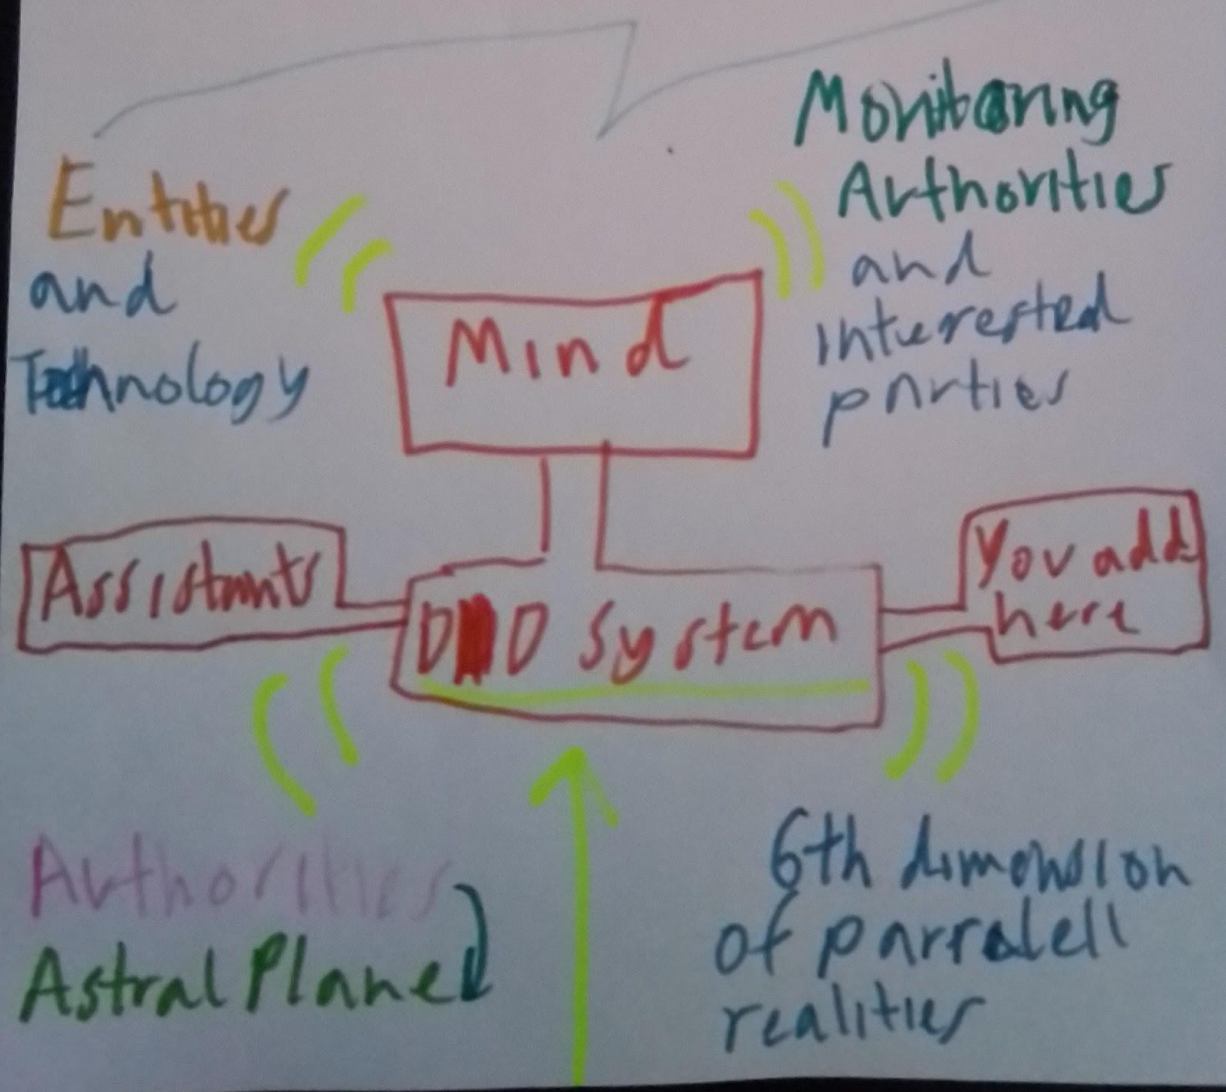 Entities
and
Technology
Monitoring
Authorities
and
interested
parties
Mind
Assistants
D D System
You add
here
Authorities
Astral Plane
6th dimension
of parralell
realities